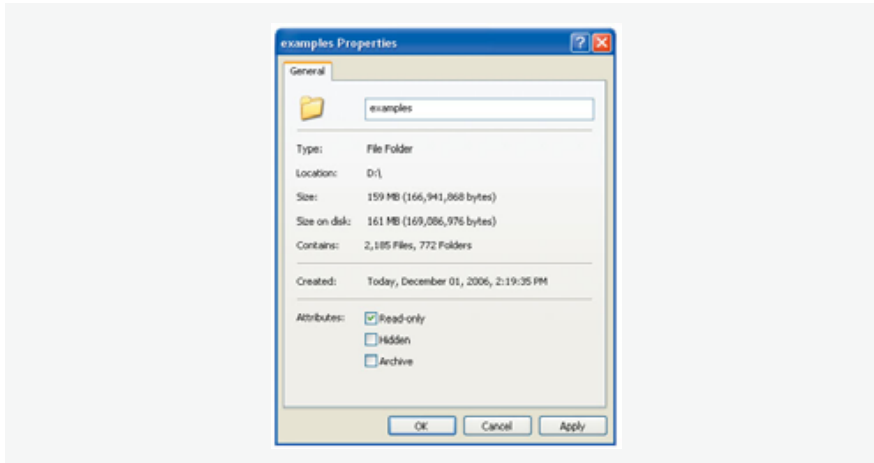 examples Properties
General
examples
Type: File Folder
Location: D:\
Size: 159 MB (166,941,868 bytes)
Size on disk: 161 MB (169,086,976 bytes)
Contains: 2,185 Files, 772 Folders
Created: Today, December 01, 2006, 2:19:35 PM
Attributes: Read-only
Hidden
Archive
OK Cancel Apply